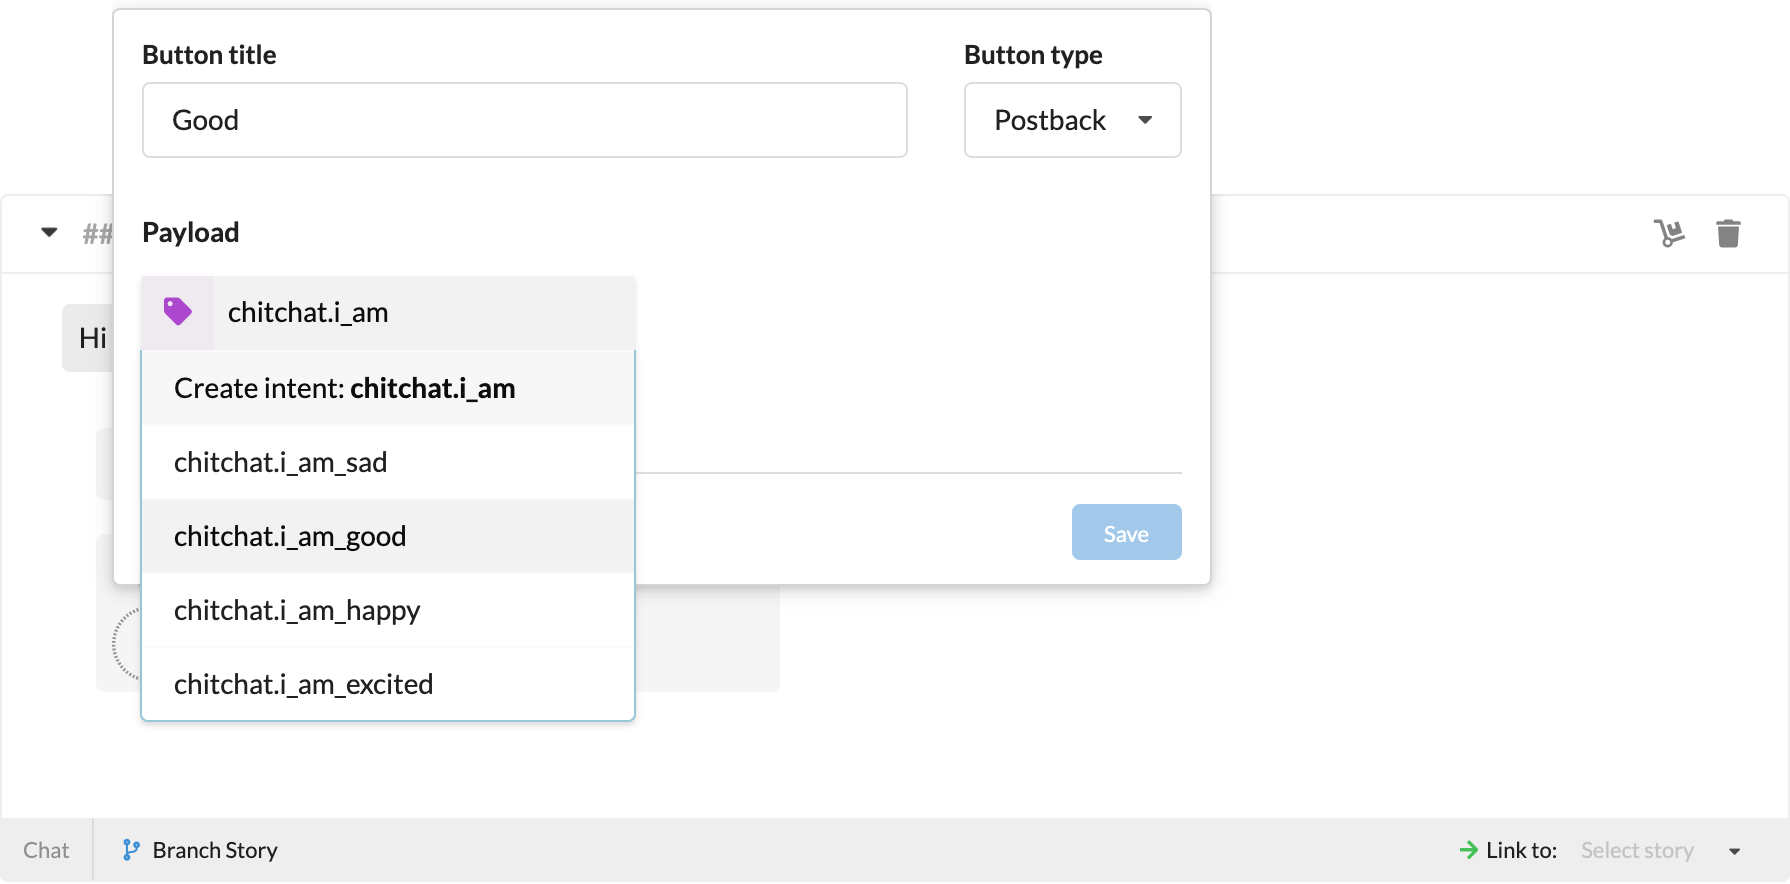 Button title
Button type
Good
Postback
##
Payload
chitchat.i_am
Hi
Create intent: chitchat.i_am
chitchat.i_am_sad
chitchat.i_am_good
Save
chitchat.i_am_happy
chitchat.i_am_excited
Chat
Branch Story
Link to:
Select story